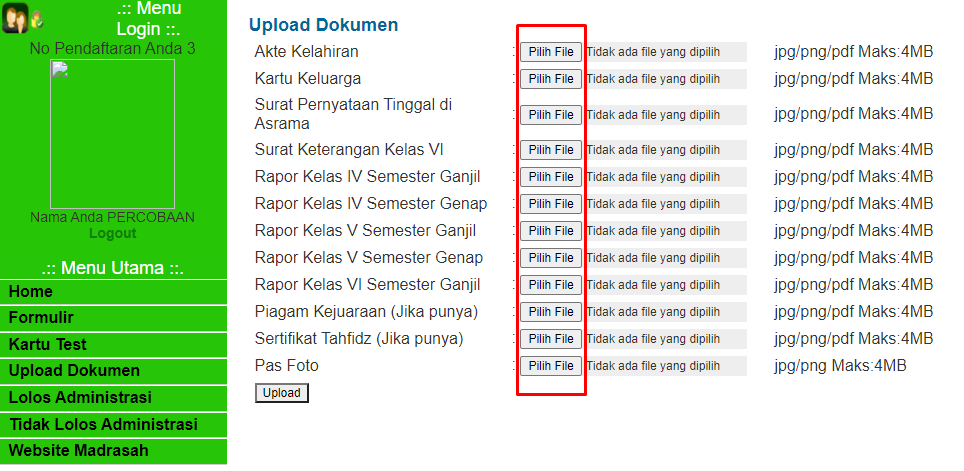 .:: Menu
Login ::.
No Pendaftaran Anda 3
Nama Anda PERCOBAAN
Logout
.:: Menu Utama ::.
Home
Formulir
Kartu Test
Upload Dokumen
Lolos Administrasi
Tidak Lolos Administrasi
Website Madrasah
Upload Dokumen
Akte Kelahiran : Pilih File Tidak ada file yang dipilih jpg/png/pdf Maks:4MB
Kartu Keluarga : Pilih File Tidak ada file yang dipilih jpg/png/pdf Maks:4MB
Surat Pernyataan Tinggal di
Asrama : Pilih File Tidak ada file yang dipilih jpg/png/pdf Maks:4MB
Surat Keterangan Kelas VI : Pilih File Tidak ada file yang dipilih jpg/png/pdf Maks:4MB
Rapor Kelas IV Semester Ganjil : Pilih File Tidak ada file yang dipilih jpg/png/pdf Maks:4MB
Rapor Kelas IV Semester Genap : Pilih File Tidak ada file yang dipilih jpg/png/pdf Maks:4MB
Rapor Kelas V Semester Ganjil : Pilih File Tidak ada file yang dipilih jpg/png/pdf Maks:4MB
Rapor Kelas V Semester Genap : Pilih File Tidak ada file yang dipilih jpg/png/pdf Maks:4MB
Rapor Kelas VI Semester Ganjil : Pilih File Tidak ada file yang dipilih jpg/png/pdf Maks:4MB
Piagam Kejuaraan (Jika punya) : Pilih File Tidak ada file yang dipilih jpg/png/pdf Maks:4MB
Sertifikat Tahfidz (Jika punya) : Pilih File Tidak ada file yang dipilih jpg/png/pdf Maks:4MB
Pas Foto : Pilih File Tidak ada file yang dipilih jpg/png Maks:4MB
Upload